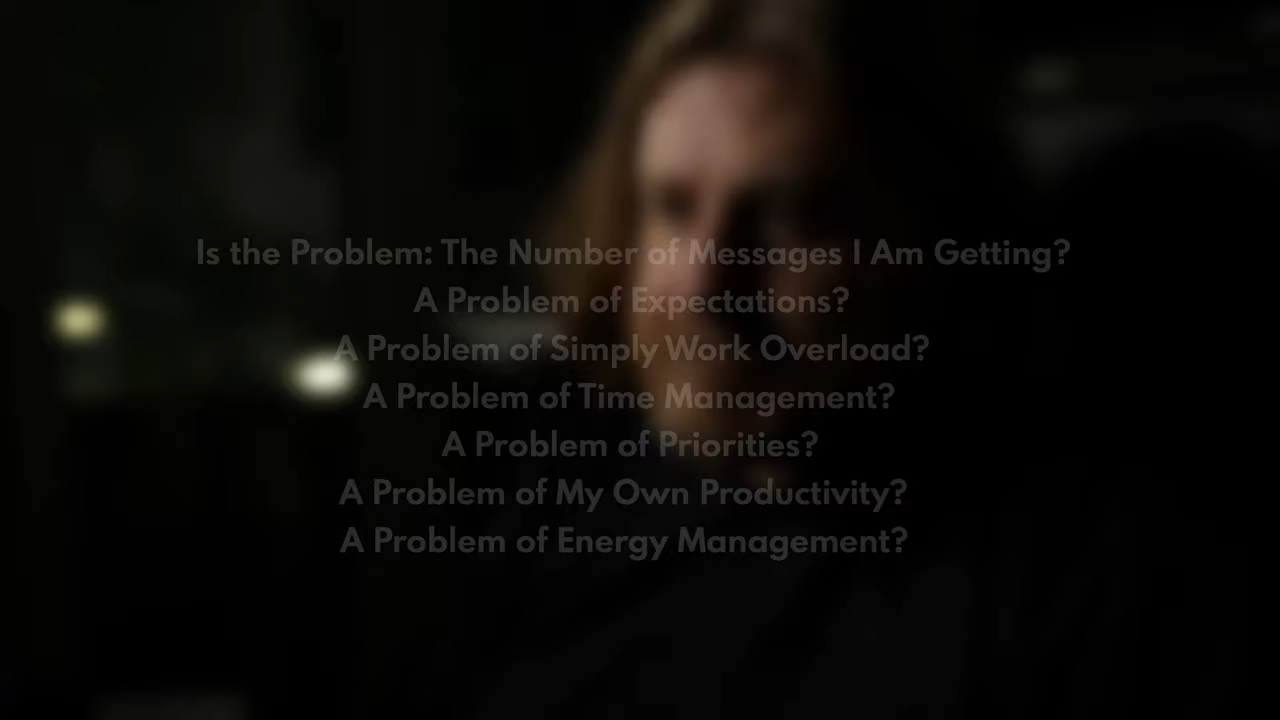 Is the Problem: The Number of Messages I Am Getting?
A Problem of Expectations?
A Problem of Simply Work Overload?
A Problem of Time Management?
A Problem of Priorities?
A Problem of My Own Productivity?
A Problem of Energy Management?